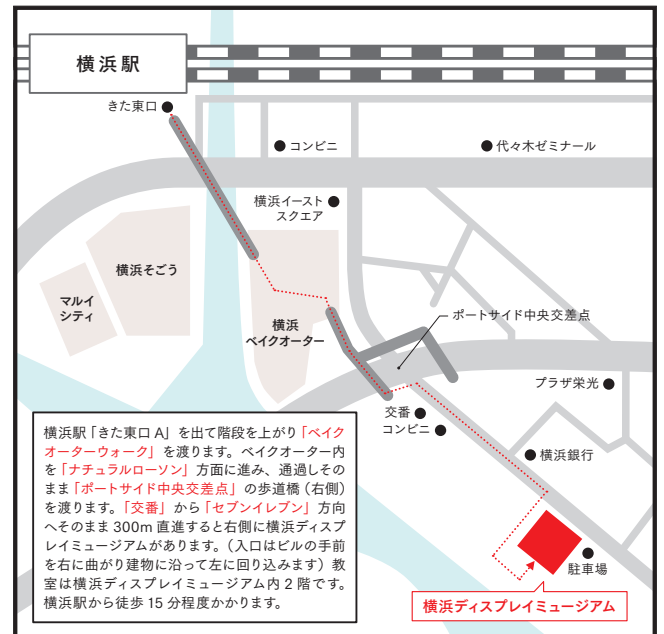 横浜駅
きた東口
コンビニ
代々木ゼミナール
横浜イースト
スクエア
横浜そごう
マルイ
シティ
横浜
ベイクオーター
ポートサイド中央交差点
プラザ栄光
交番
コンビニ
横浜銀行
駐車場
横浜ディスプレイミュージアム
横浜駅「きた東口 A」を出て階段を上がり「ベイク
オーターウォーク」を渡ります。ベイクオーター内
を「ナチュラルローソン」方面に進み、通過しその
まま「ポートサイド中央交差点」の歩道橋（右側）
を渡ります。「交番」から「セブンイレブン」方向
へそのまま 300m 直進すると右側に横浜ディスプ
レイミュージアムがあります。（入口はビルの手前
を右に曲がり建物に沿って左に回り込みます）教
室は横浜ディスプレイミュージアム内 2 階です。
横浜駅から徒歩 15 分程度かかります。